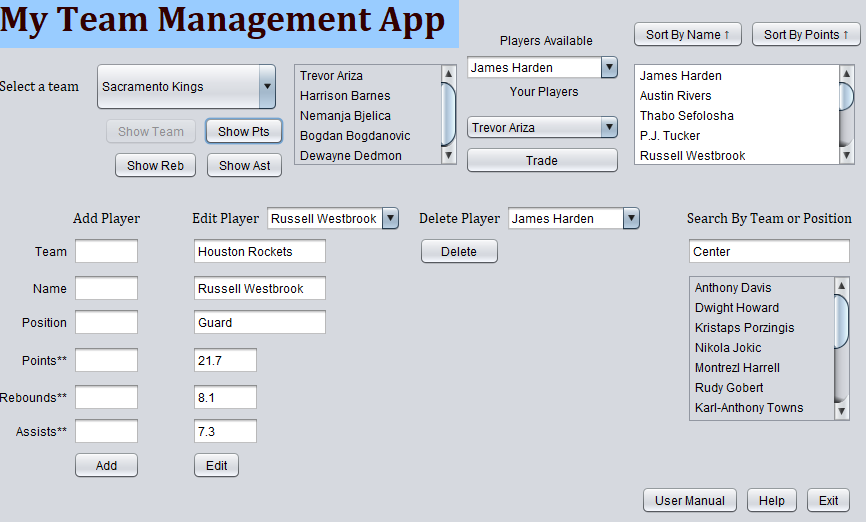 My Team Management App
Sort By Name ↑
Sort By Points ↑
Players Available
James Harden
Select a team
Sacramento Kings
Show Team
Show Pts
Show Reb
Show Ast
Trevor Ariza
Harrison Barnes
Nemanja Bjelica
Bogdan Bogdanovic
Dewayne Dedmon
Your Players
Trevor Ariza
Trade
James Harden
Austin Rivers
Thabo Sefolosha
P.J. Tucker
Russell Westbrook
Add Player
Edit Player
Russell Westbrook
Delete Player
James Harden
Search By Team or Position
Team
Houston Rockets
Delete
Center
Name
Russell Westbrook
Position
Guard
Points**
21.7
Rebounds**
8.1
Assists**
7.3
Add
Edit
Anthony Davis
Dwight Howard
Kristaps Porzingis
Nikola Jokic
Montrezl Harrell
Rudy Gobert
Karl-Anthony Towns
User Manual
Help
Exit